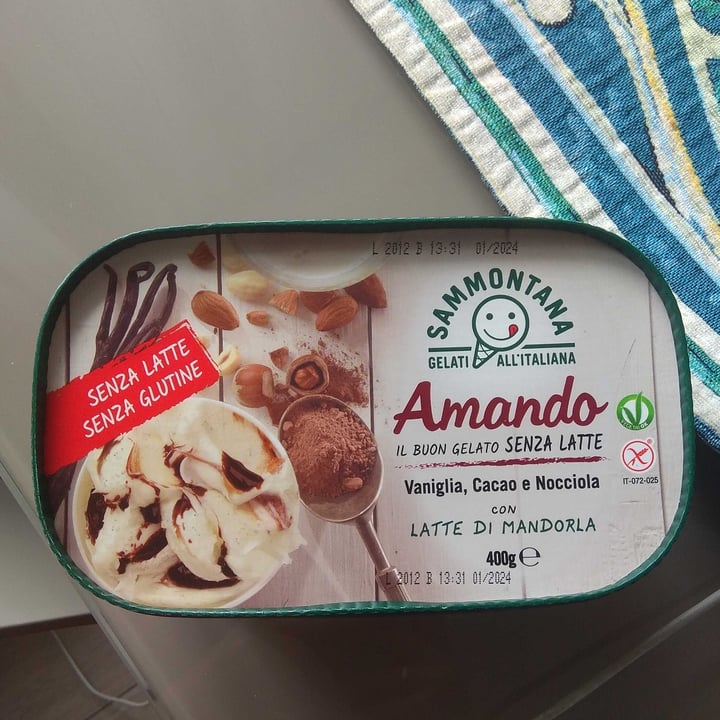 L 2012 B 13:31 01/2024
SAMMONTANA
GELATI ALL'ITALIANA
SENZA LATTE
SENZA GLUTINE
Amando
IL BUON GELATO SENZA LATTE
Vaniglia, Cacao e Nocciola
CON
LATTE DI MANDORLA
400g e
IT-072-025
L 2012 B 13:31 01/2024